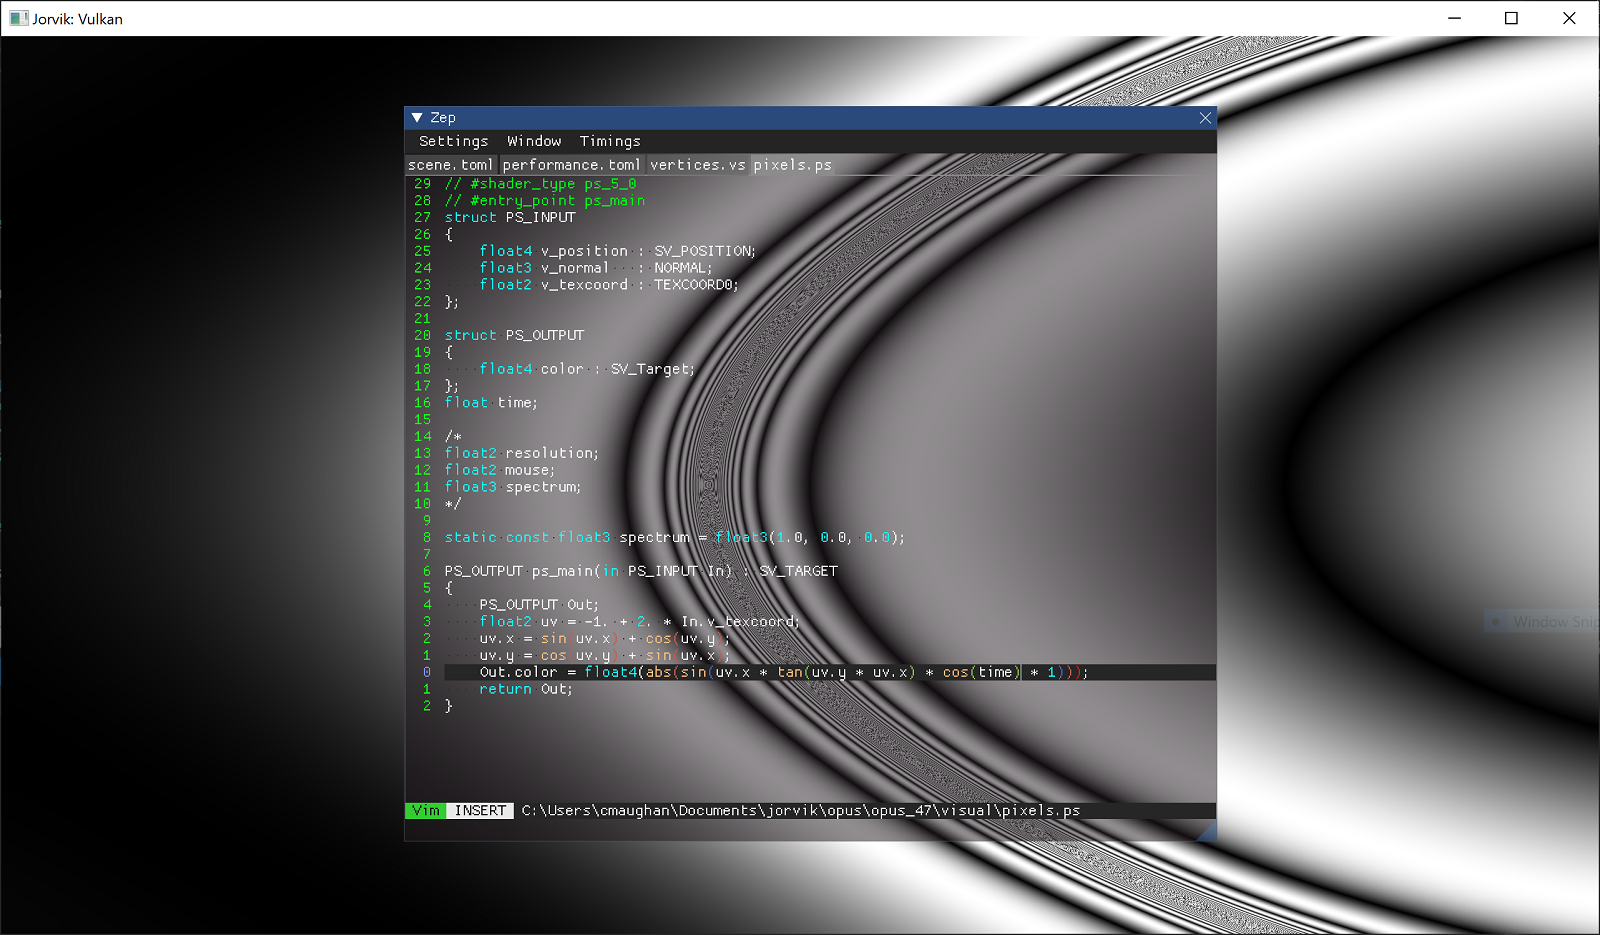 Jorvik: Vulkan
Zep
Settings Window Timings
scene.toml performance.toml vertices.vs pixels.ps
29 // #shader_type ps_5_0
28 // #entry_point ps_main
27 struct PS_INPUT
26 {
25     float4 v_position : SV_POSITION;
24     float3 v_normal   : NORMAL;
23     float2 v_texcoord : TEXCOORD0;
22 };
21
20 struct PS_OUTPUT
19 {
18     float4 color : SV_Target;
17 };
16 float time;
15
14 /*
13 float2 resolution;
12 float2 mouse;
11 float3 spectrum;
10 */
9
8 static const float3 spectrum = float3(1.0, 0.0, 0.0);
7
6 PS_OUTPUT ps_main(in PS_INPUT In) : SV_TARGET
5 {
4     PS_OUTPUT Out;
3     float2 uv = -1. + 2. * In.v_texcoord;
2     uv.x = sin(uv.x) + cos(uv.y);
1     uv.y = cos(uv.y) + sin(uv.x);
0     Out.color = float4(abs(sin(uv.x * tan(uv.y * uv.x) * cos(time) * 1)));
1     return Out;
2 }
Window Snip
Vim INSERT C:\Users\cmaughan\Documents\jorvik\opus\opus_47\visual\pixels.ps